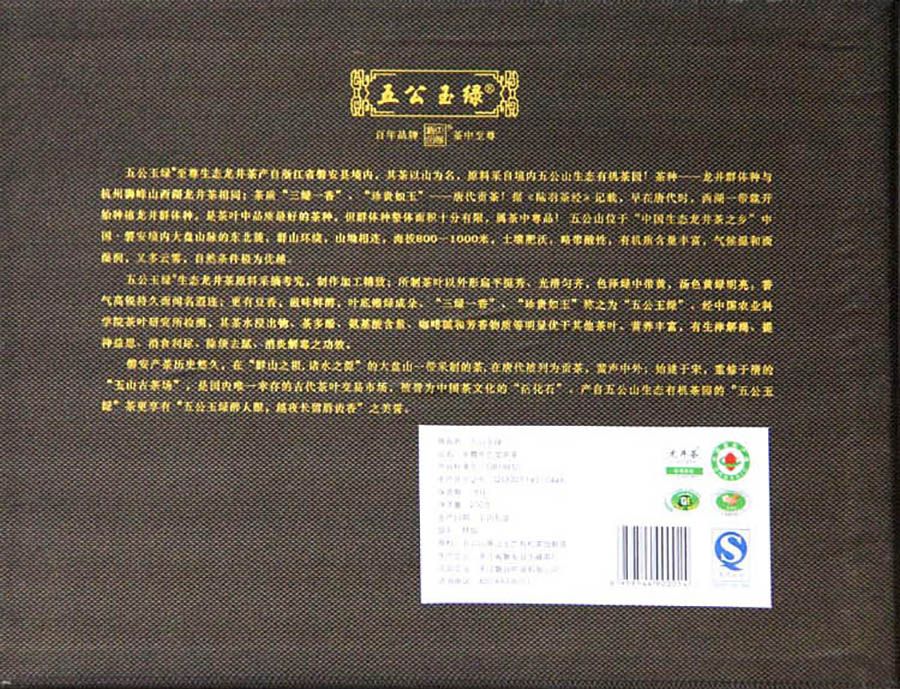 五公玉绿®
百年品牌 茶中至尊
五公玉绿®至尊生态龙井茶产自浙江省磐安县境内，其茶以山为名，原料采自境内五公山生态有机茶园！茶种——龙井群体种与
杭州狮峰山西湖龙井茶相同；茶质“三绿一香”、“珍贵如玉”——唐代贡茶！据《陆羽茶经》记载，早在唐代时，西湖一带就开
始种植龙井群体种，是茶叶中品质最好的茶种，但群体种整体面积十分有限，属茶中尊品！五公山位于“中国生态龙井茶之乡”中
国·磐安境内大盘山脉的东北麓，群山环绕，山地相连，海拔800—1000米，土壤肥沃，略带酸性，有机质含量丰富，气候温和而
湿润，又多云雾，自然条件极为优越。
五公玉绿®生态龙井茶原料采摘考究，制作加工精致；所制茶叶以外形扁平挺秀、光滑匀齐，色泽绿中带黄，汤色黄绿明亮；香
气高锐持久而闻名遐迩；更有豆香，滋味鲜醇，叶底嫩绿成朵，“三绿一香”、“珍贵如玉”称之为“五公玉绿”。经中国农业科
学院茶叶研究所检测，其茶水浸出物、茶多酚、氨基酸含量、咖啡碱和芳香物质等明显优于其他茶叶。营养丰富，有生津解渴、提
神益思、消食利尿、除烦去腻、消炎解毒之功效。
磐安产茶历史悠久，在“群山之祖，诸水之源”的大盘山一带采制的茶，在唐代被列为贡茶，蜚声中外；始建于宋，重修于清的
“玉山古茶场”，是国内唯一幸存的古代茶叶交易市场，被誉为中国茶文化的“活化石”。产自五公山生态有机茶园的“五公玉
绿”茶更享有“五公玉绿醉人眼，越夜长留唇齿香”之美誉。
龙井茶